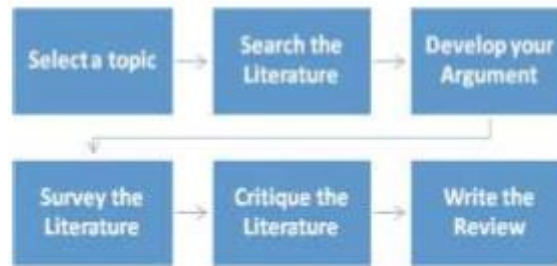 Select a topic
Search the
Literature
Develop your
Argument
Survey the
Literature
Critique the
Literature
Write the
Review